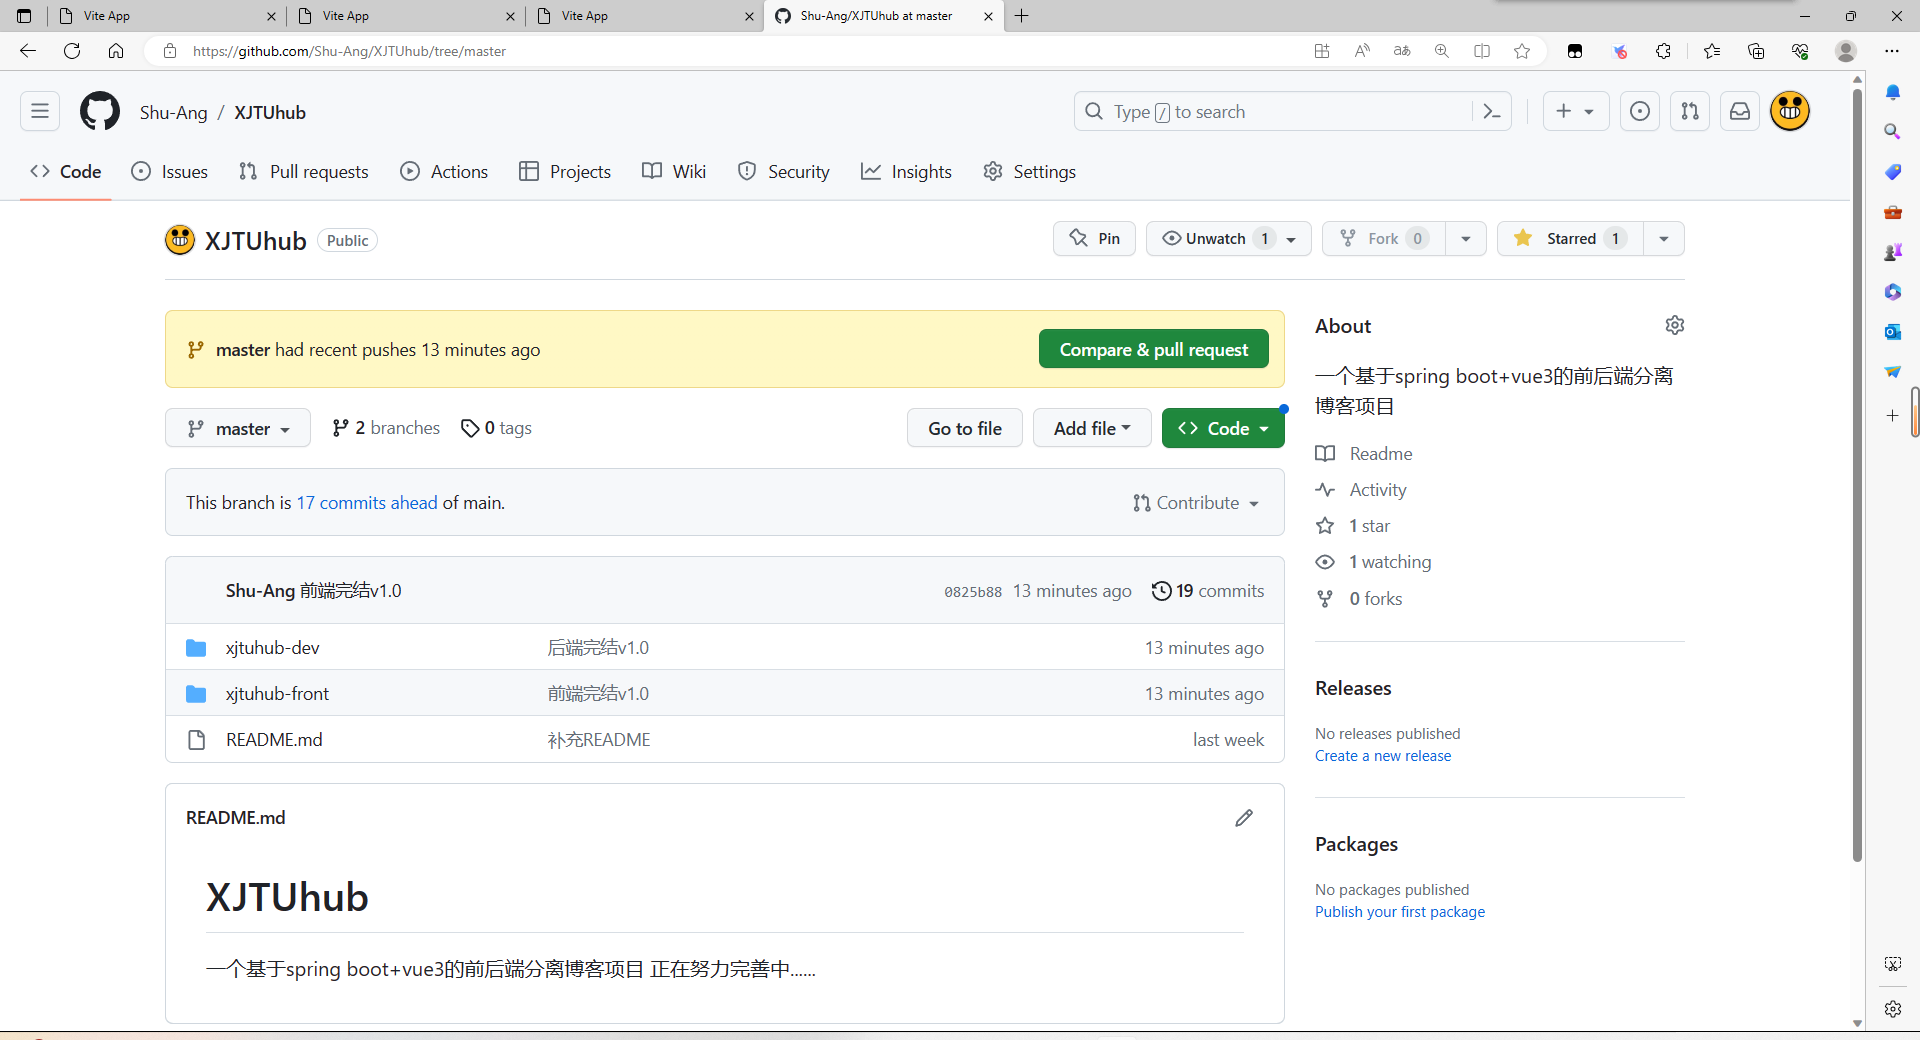 Vite App
Vite App
Vite App
Shu-Ang/XJTUhub at master
https://github.com/Shu-Ang/XJTUhub/tree/master
Shu-Ang / XJTUhub
Type / to search
Code
Issues
Pull requests
Actions
Projects
Wiki
Security
Insights
Settings
XJTUhub
Public
Pin
Unwatch 1
Fork 0
Starred 1
master had recent pushes 13 minutes ago
Compare & pull request
master
2 branches
0 tags
Go to file
Add file
Code
This branch is 17 commits ahead of main.
Contribute
Shu-Ang 前端完结v1.0
0825b88 13 minutes ago
19 commits
xjtuhub-dev
后端完结v1.0
13 minutes ago
xjtuhub-front
前端完结v1.0
13 minutes ago
README.md
补充README
last week
README.md
XJTUhub
一个基于spring boot+vue3的前后端分离博客项目 正在努力完善中......
About
一个基于spring boot+vue3的前后端分离
博客项目
Readme
Activity
1 star
1 watching
0 forks
Releases
No releases published
Create a new release
Packages
No packages published
Publish your first package